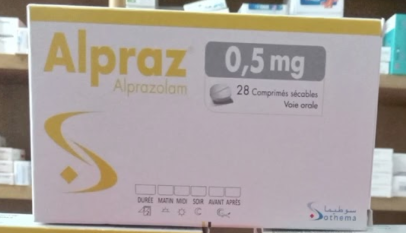 Alpraz
Alprazolam
0,5 mg
28 Comprimés sécables
Voie orale
DURÉE MATIN MIDI SOIR AVANT APRÈS
سوطيما
Sothema